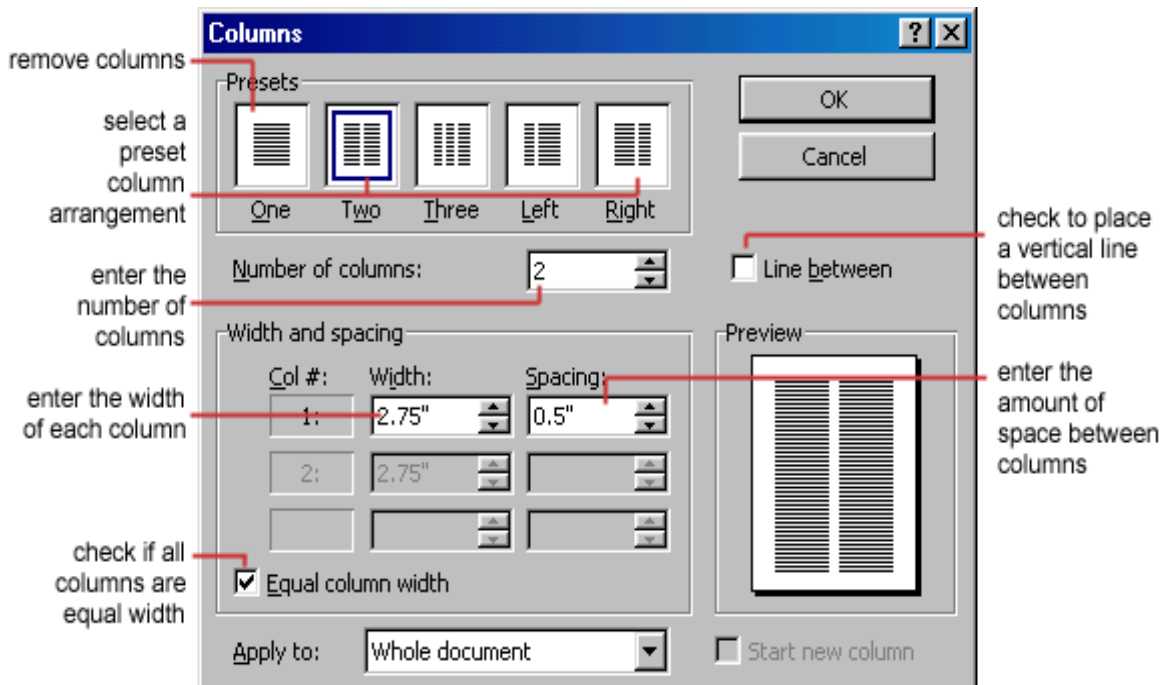 Columns
remove columns
Presets
OK
select a
preset
column
arrangement
Cancel
One Two Three Left Right
check to place
a vertical line
between
columns
enter the
number of
columns
Number of columns: 2
Line between
Width and spacing
Preview
Col #: Width: Spacing:
enter the width
of each column
1: 2.75" 0.5"
enter the
amount of
space between
columns
2: 2.75"
check if all
columns are
equal width
Equal column width
Apply to: Whole document
Start new column